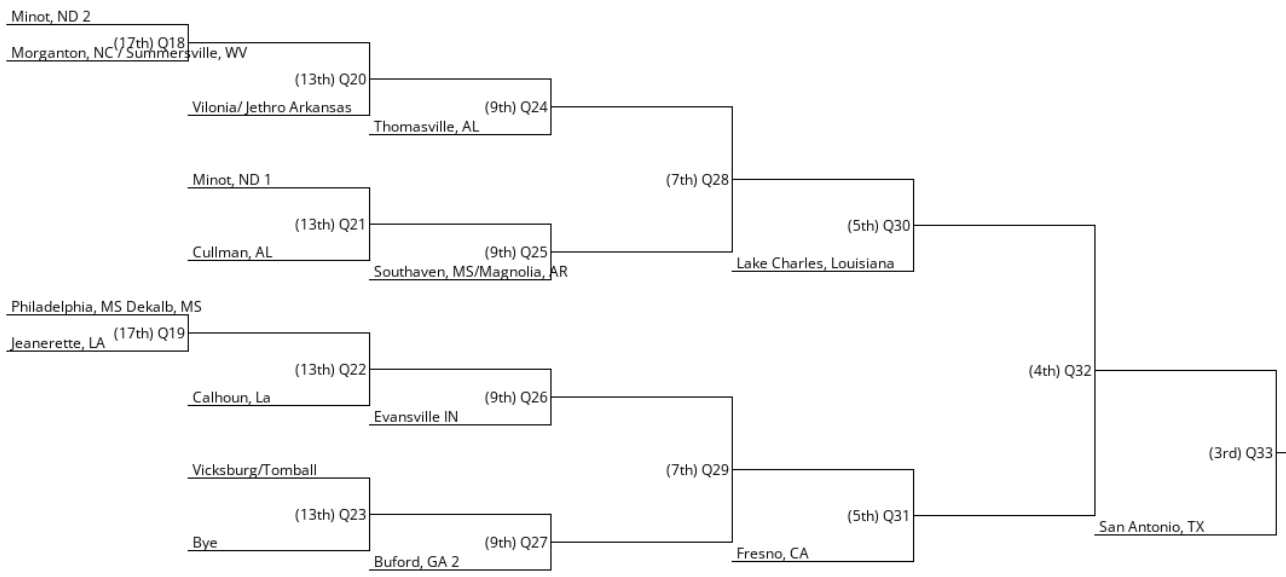 Minot, ND 2
(17th) Q18
Morganton, NC / Summersville, WV
(13th) Q20
Vilonia/ Jethro Arkansas
(9th) Q24
Thomasville, AL
Minot, ND 1
(7th) Q28
(13th) Q21
(5th) Q30
Cullman, AL
(9th) Q25
Southaven, MS/Magnolia, AR
Lake Charles, Louisiana
Philadelphia, MS Dekalb, MS
(17th) Q19
Jeanerette, LA
(13th) Q22
(4th) Q32
Calhoun, La
(9th) Q26
Evansville IN
(3rd) Q33
Vicksburg/Tomball
(7th) Q29
(13th) Q23
(5th) Q31
San Antonio, TX
Bye
(9th) Q27
Fresno, CA
Buford, GA 2